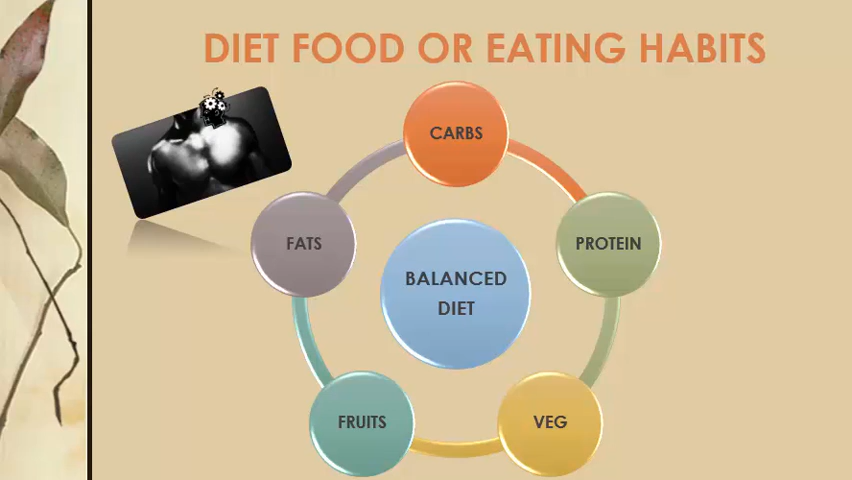 DIET FOOD OR EATING HABITS
CARBS
FATS
PROTEIN
BALANCED
DIET
FRUITS
VEG